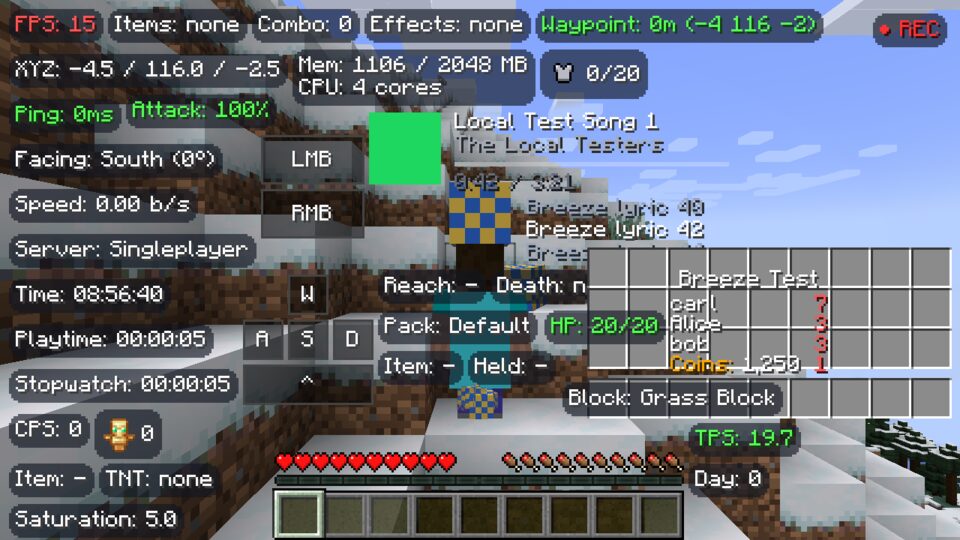 FPS: 15
Items: none
Combo: 0
Effects: none
Waypoint: 0m (-4 116 -2)
REC
XYZ: -4.5 / 116.0 / -2.5
Mem: 1106 / 2048 MB
CPU: 4 cores
0/20
Ping: 0ms
Attack: 100%
Local Test Song 1
The Local Testers
0:42 / 3:21
Facing: South (0°)
LMB
Speed: 0.00 b/s
RMB
Breeze lyric 40
Breeze lyric 42
Server: Singleplayer
Breeze Test
Reach: -
Death: n
Time: 08:56:40
W
carl 7
Alice 3
bob 3
Coins: 1,250 1
Pack: Default
HP: 20/20
Playtime: 00:00:05
A
S
D
Item: -
Held: -
Stopwatch: 00:00:05
^
Block: Grass Block
CPS: 0
0
TPS: 19.7
Item: -
TNT: none
Day: 0
Saturation: 5.0